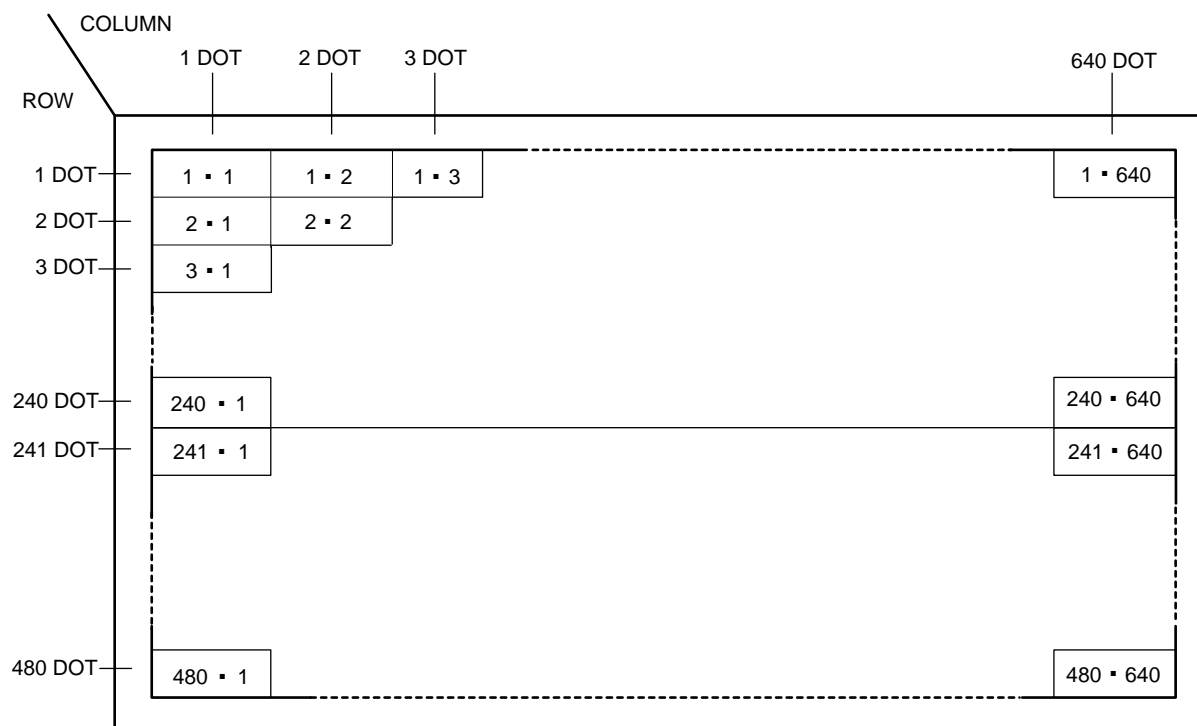 COLUMN
1 DOT 2 DOT 3 DOT 640 DOT
ROW
1 DOT 1 ▪ 1 1 ▪ 2 1 ▪ 3 1 ▪ 640
2 DOT 2 ▪ 1 2 ▪ 2
3 DOT 3 ▪ 1
240 DOT 240 ▪ 1 240 ▪ 640
241 DOT 241 ▪ 1 241 ▪ 640
480 DOT 480 ▪ 1 480 ▪ 640